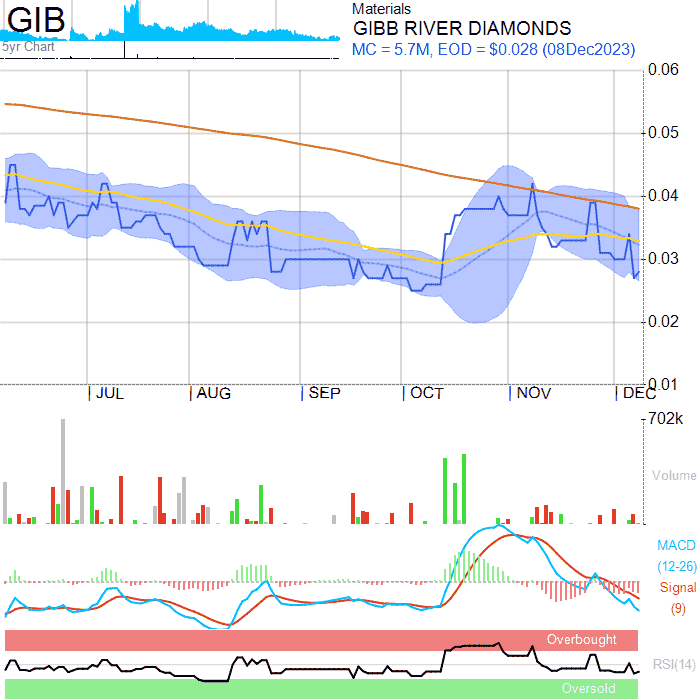 GIB
5yr Chart
Materials
GIBB RIVER DIAMONDS
MC = 5.7M, EOD = $0.028 (08Dec2023)
0.06
0.05
0.04
0.03
0.02
0.01
JUL AUG SEP OCT NOV DEC
702k
Volume
MACD
(12-26)
Signal
(9)
Overbought
RSI(14)
Oversold